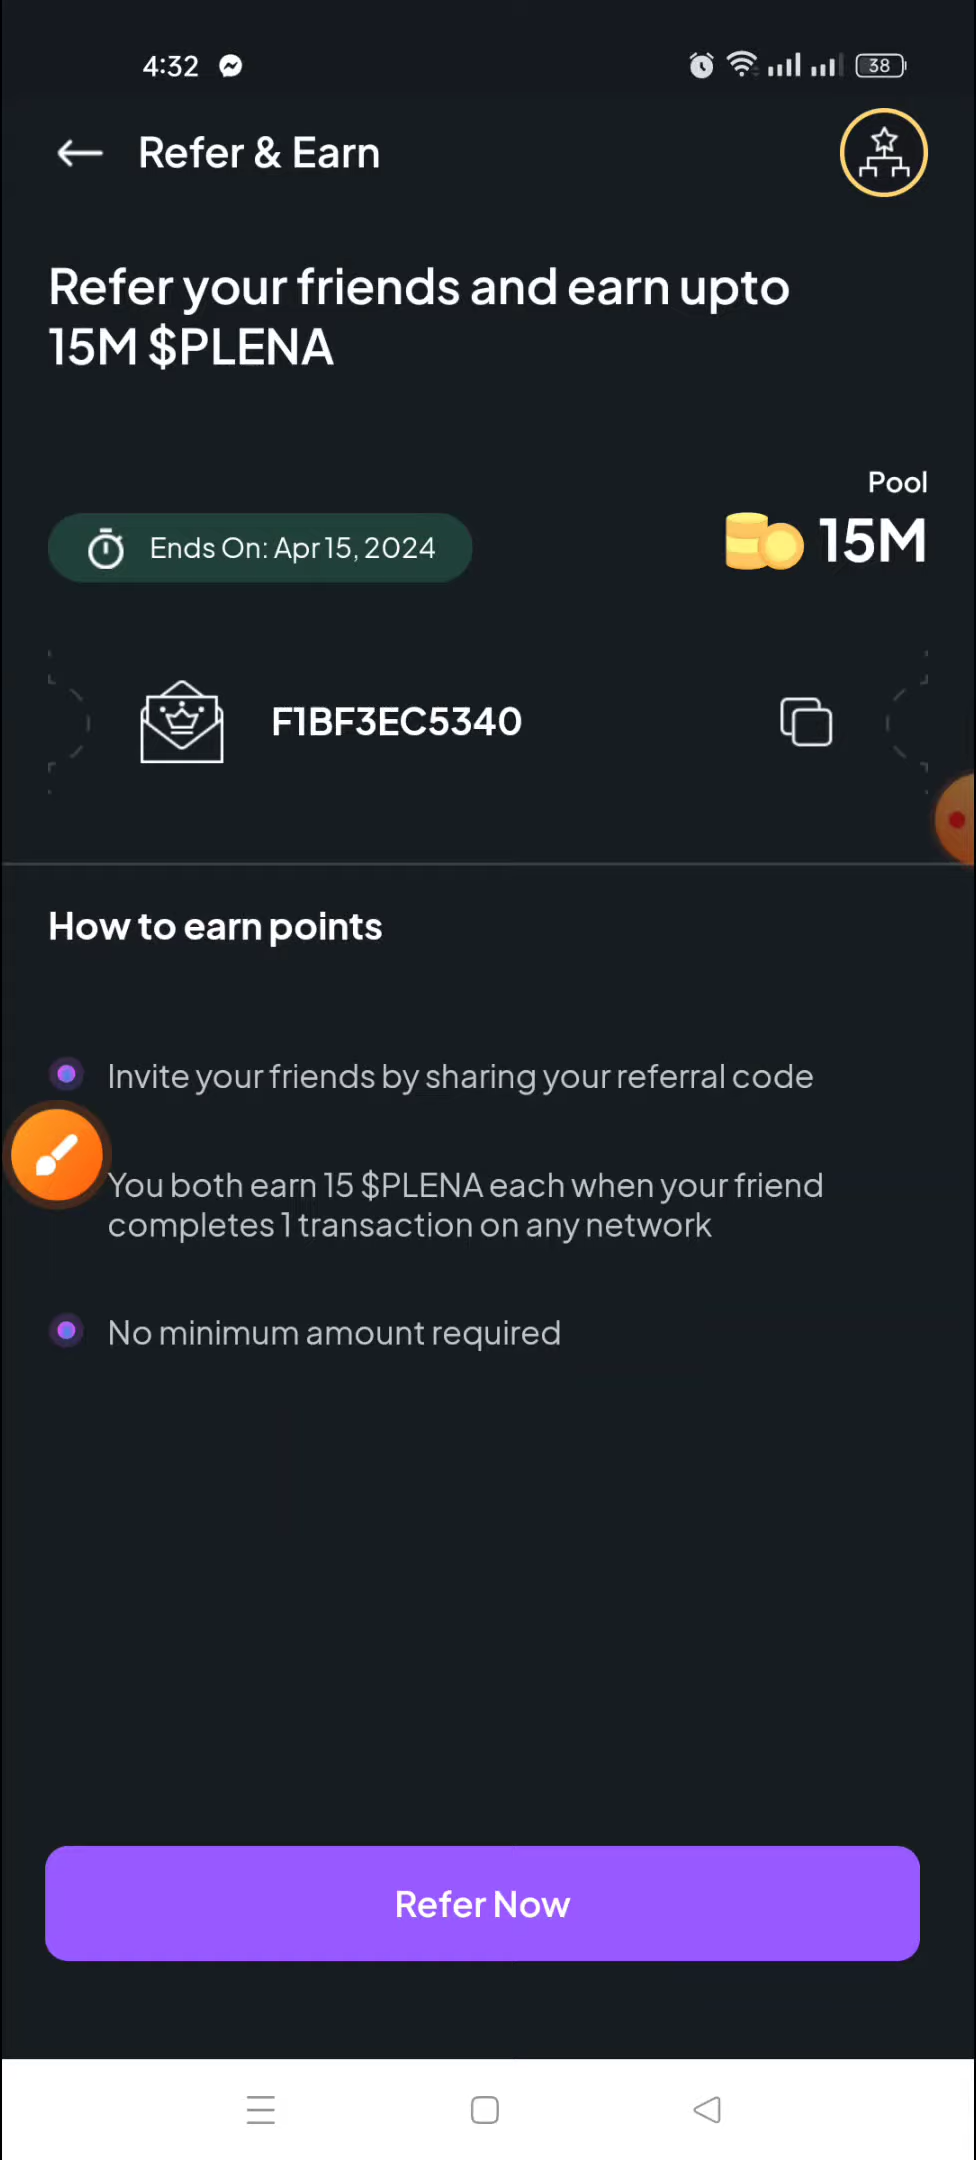 4:32
38
Refer & Earn
Refer your friends and earn upto
15M $PLENA
Pool
Ends On: Apr 15, 2024
15M
F1BF3EC5340
How to earn points
Invite your friends by sharing your referral code
You both earn 15 $PLENA each when your friend
completes 1 transaction on any network
No minimum amount required
Refer Now